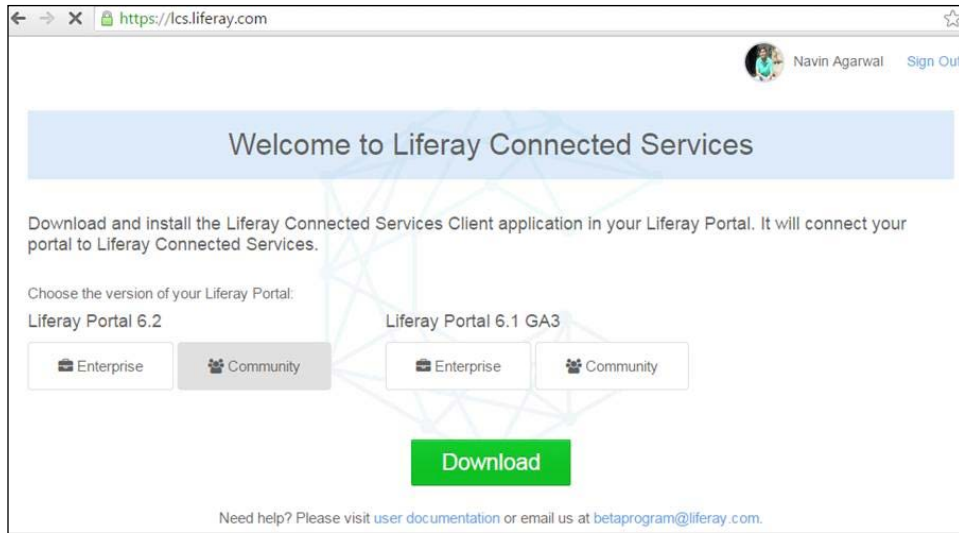 https://lcs.liferay.com
Navin Agarwal Sign Out
Welcome to Liferay Connected Services
Download and install the Liferay Connected Services Client application in your Liferay Portal. It will connect your
portal to Liferay Connected Services.
Choose the version of your Liferay Portal:
Liferay Portal 6.2 Liferay Portal 6.1 GA3
Enterprise Community Enterprise Community
Download
Need help? Please visit user documentation or email us at betaprogram@liferay.com.